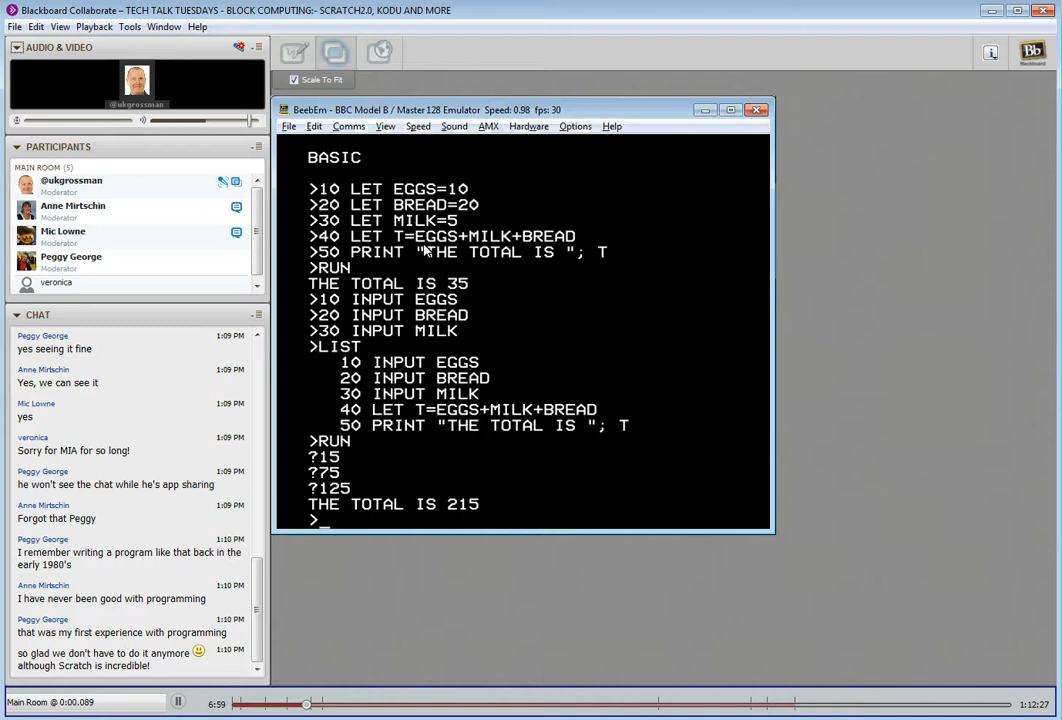 Blackboard Collaborate – TECH TALK TUESDAYS - BLOCK COMPUTING:- SCRATCH2.0, KODU AND MORE
File Edit View Playback Tools Window Help
AUDIO & VIDEO
@ukgrossman
PARTICIPANTS
MAIN ROOM (5)
@ukgrossman
Moderator
Anne Mirtschin
Moderator
Mic Lowne
Moderator
Peggy George
Moderator
veronica
CHAT
Peggy George 1:09 PM
yes seeing it fine
Anne Mirtschin 1:09 PM
Yes, we can see it
Mic Lowne 1:09 PM
yes
veronica 1:09 PM
Sorry for MIA for so long!
Peggy George 1:09 PM
he won't see the chat while he's app sharing
Anne Mirtschin 1:09 PM
Forgot that Peggy
Peggy George 1:09 PM
I remember writing a program like that back in the
early 1980's
Anne Mirtschin 1:10 PM
I have never been good with programming
Peggy George 1:10 PM
that was my first experience with programming
so glad we don't have to do it anymore 1:10 PM
although Scratch is incredible!
Scale To Fit
i
Bb
Blackboard
BeebEm - BBC Model B / Master 128 Emulator Speed: 0.98 fps: 30
File Edit Comms View Speed Sound AMX Hardware Options Help
BASIC
>10 LET EGGS=10
>20 LET BREAD=20
>30 LET MILK=5
>40 LET T=EGGS+MILK+BREAD
>50 PRINT "THE TOTAL IS "; T
>RUN
THE TOTAL IS 35
>10 INPUT EGGS
>20 INPUT BREAD
>30 INPUT MILK
>LIST
10 INPUT EGGS
20 INPUT BREAD
30 INPUT MILK
40 LET T=EGGS+MILK+BREAD
50 PRINT "THE TOTAL IS "; T
>RUN
?15
?75
?125
THE TOTAL IS 215
>_
Main Room @ 0:00.089
6:59
1:12:27